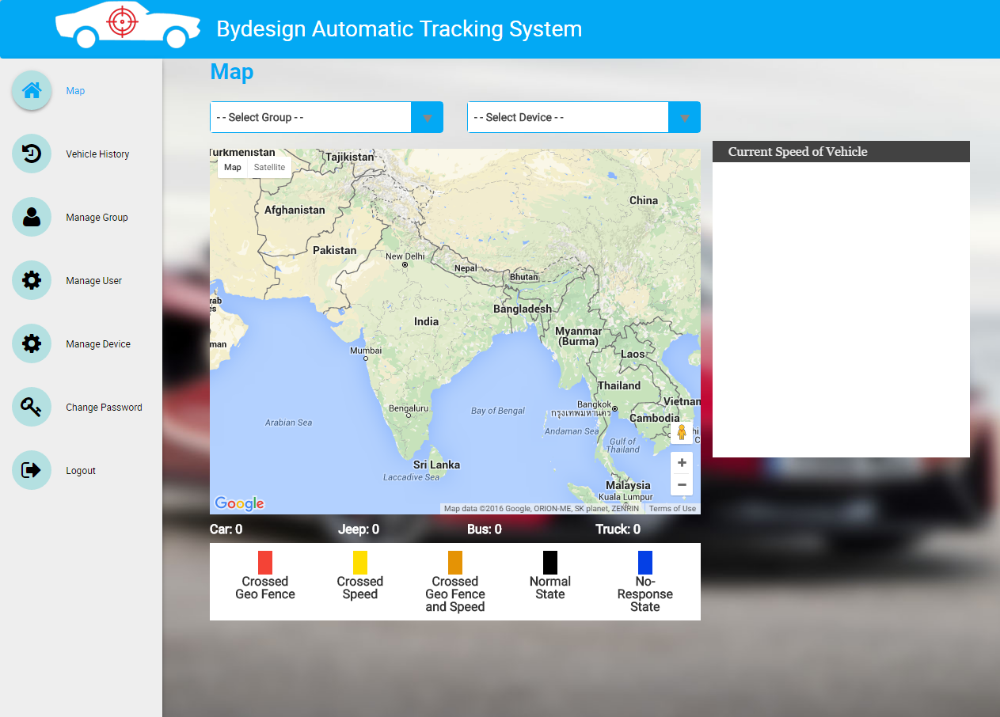 Bydesign Automatic Tracking System
Map
Vehicle History
Manage Group
Manage User
Manage Device
Change Password
Logout
Map
- - Select Group - -
- - Select Device - -
Turkmenistan
Tajikistan
Map
Satellite
China
Afghanistan
Pakistan
New Delhi
Nepal
Bhutan
rab
es
Bangladesh
India
Myanmar
(Burma)
man
Mumbai
Laos
Thailand
Bengaluru
Bay of Bengal
Bangkok
กรุงเทพมหานคร
Vietnam
Arabian Sea
Cambodia
Andaman Sea
Gulf of
Thailand
hi
C
Sri Lanka
Laccadive Sea
Malaysia
Kuala Lumpur
Google
Map data ©2016 Google, ORION-ME, SK planet, ZENRIN
Terms of Use
Current Speed of Vehicle
Car: 0
Jeep: 0
Bus: 0
Truck: 0
Crossed
Geo Fence
Crossed
Speed
Crossed
Geo Fence
and Speed
Normal
State
No-
Response
State